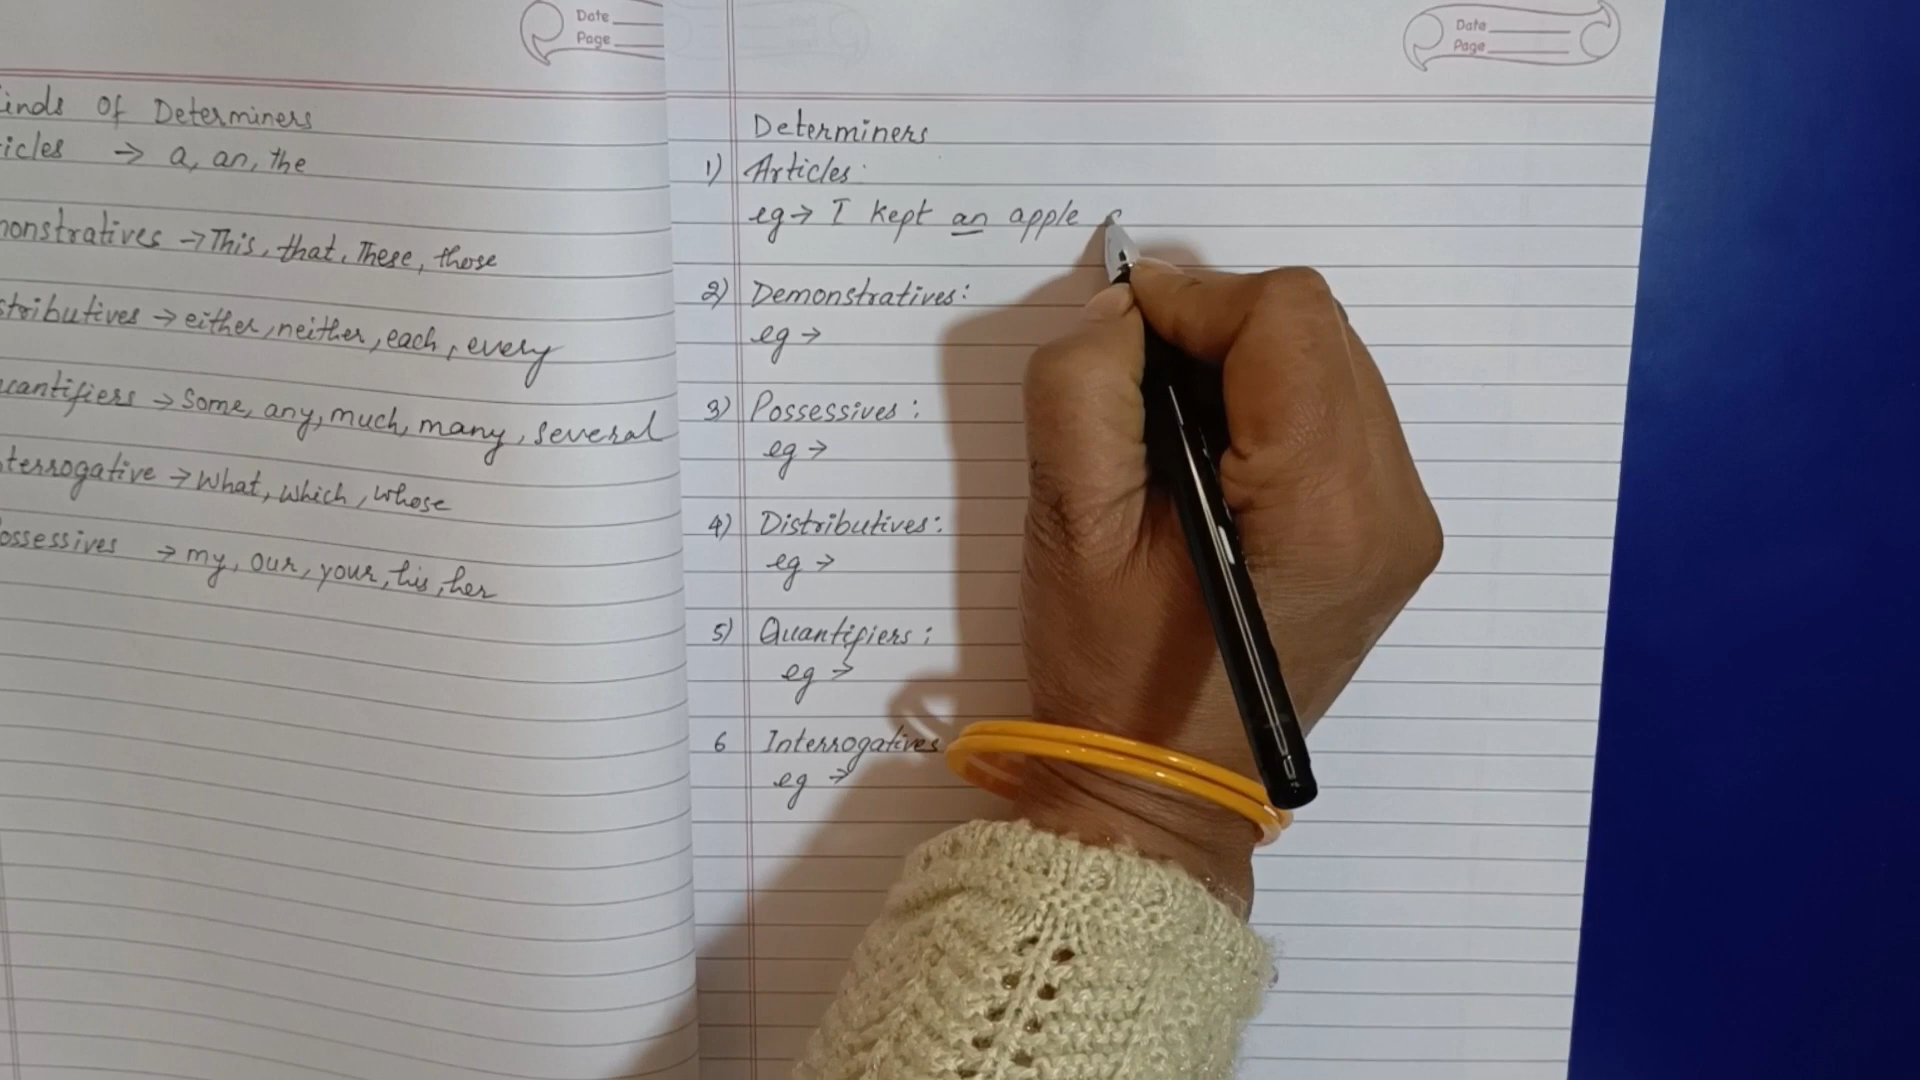 Date
Page
inds Of Determiners
icles → a, an, the
onstratives → This, that, These, those
stributives → either, neither, each, every
antifiers → Some, any, much, many, several
terrogative → What, which, whose
ossessives → my, our, your, his, her
Date
Page
Determiners
1) Articles:
eg → I kept an apple
2) Demonstratives:
eg →
3) Possessives:
eg →
4) Distributives:
eg →
5) Quantifiers:
eg →
6 Interrogatives
eg →